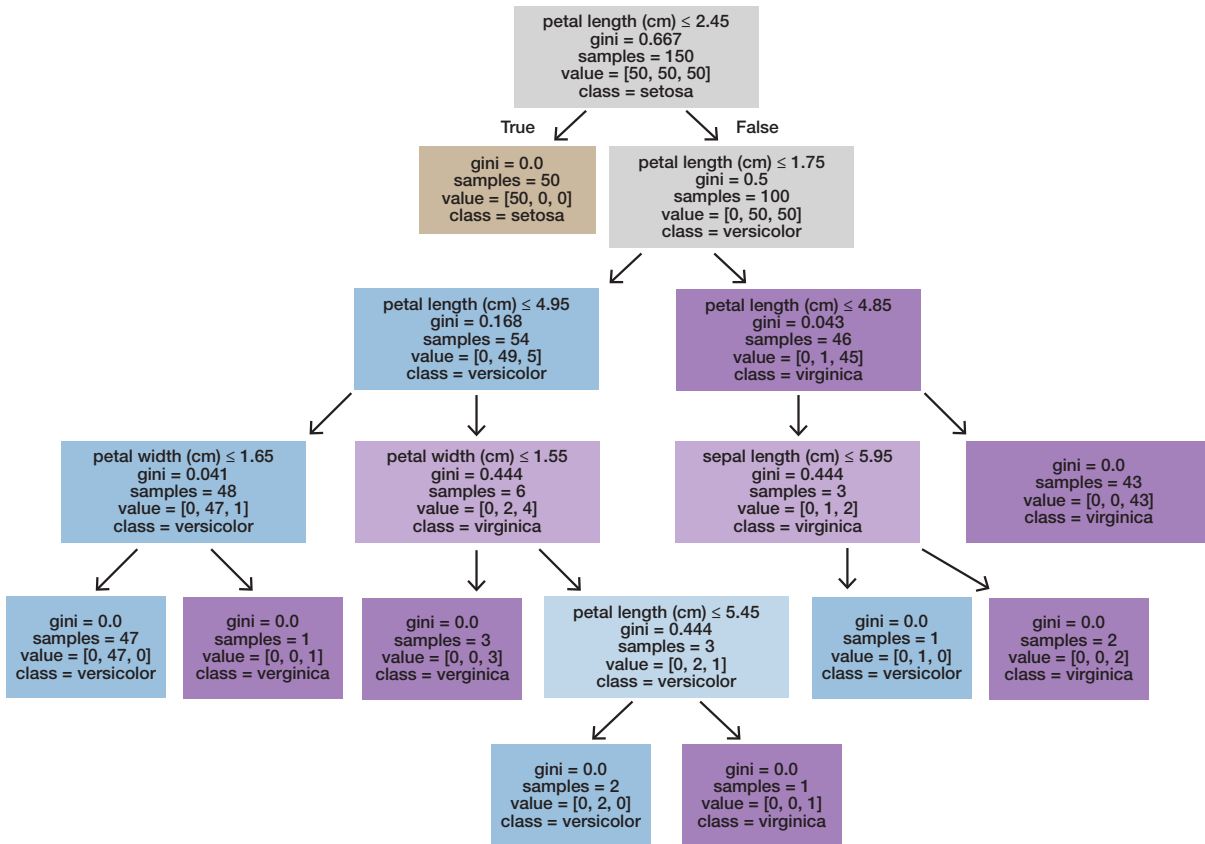 petal length (cm) ≤ 2.45
gini = 0.667
samples = 150
value = [50, 50, 50]
class = setosa
True
False
gini = 0.0
samples = 50
value = [50, 0, 0]
class = setosa
petal length (cm) ≤ 1.75
gini = 0.5
samples = 100
value = [0, 50, 50]
class = versicolor
petal length (cm) ≤ 4.95
gini = 0.168
samples = 54
value = [0, 49, 5]
class = versicolor
petal length (cm) ≤ 4.85
gini = 0.043
samples = 46
value = [0, 1, 45]
class = virginica
petal width (cm) ≤ 1.65
gini = 0.041
samples = 48
value = [0, 47, 1]
class = versicolor
petal width (cm) ≤ 1.55
gini = 0.444
samples = 6
value = [0, 2, 4]
class = virginica
sepal length (cm) ≤ 5.95
gini = 0.444
samples = 3
value = [0, 1, 2]
class = virginica
gini = 0.0
samples = 43
value = [0, 0, 43]
class = virginica
gini = 0.0
samples = 47
value = [0, 47, 0]
class = versicolor
gini = 0.0
samples = 1
value = [0, 0, 1]
class = verginica
gini = 0.0
samples = 3
value = [0, 0, 3]
class = verginica
petal length (cm) ≤ 5.45
gini = 0.444
samples = 3
value = [0, 2, 1]
class = versicolor
gini = 0.0
samples = 1
value = [0, 1, 0]
class = versicolor
gini = 0.0
samples = 2
value = [0, 0, 2]
class = virginica
gini = 0.0
samples = 2
value = [0, 2, 0]
class = versicolor
gini = 0.0
samples = 1
value = [0, 0, 1]
class = virginica